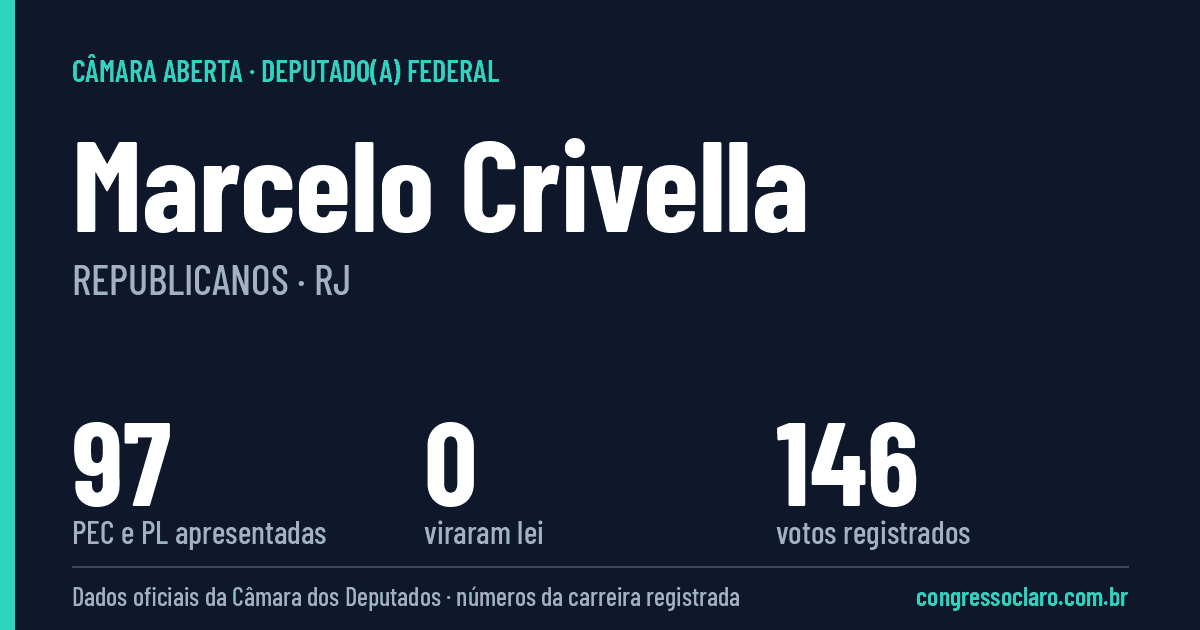 CÂMARA ABERTA · DEPUTADO(A) FEDERAL
Marcelo Crivella
REPUBLICANOS · RJ
97
PEC e PL apresentadas
0
viraram lei
146
votos registrados
Dados oficiais da Câmara dos Deputados · números da carreira registrada
congressoclaro.com.br